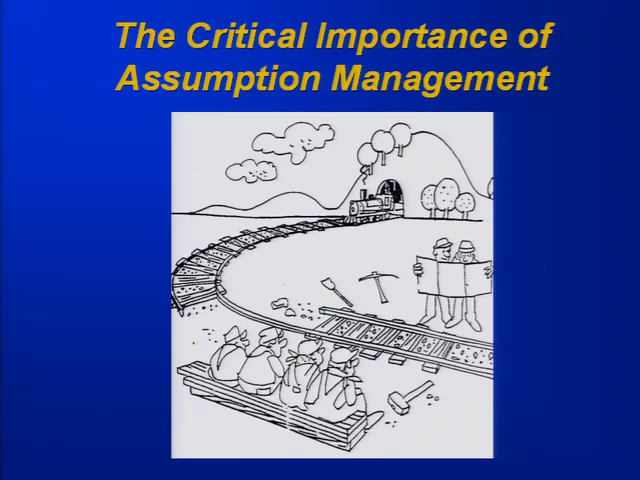 The Critical Importance of
Assumption Management